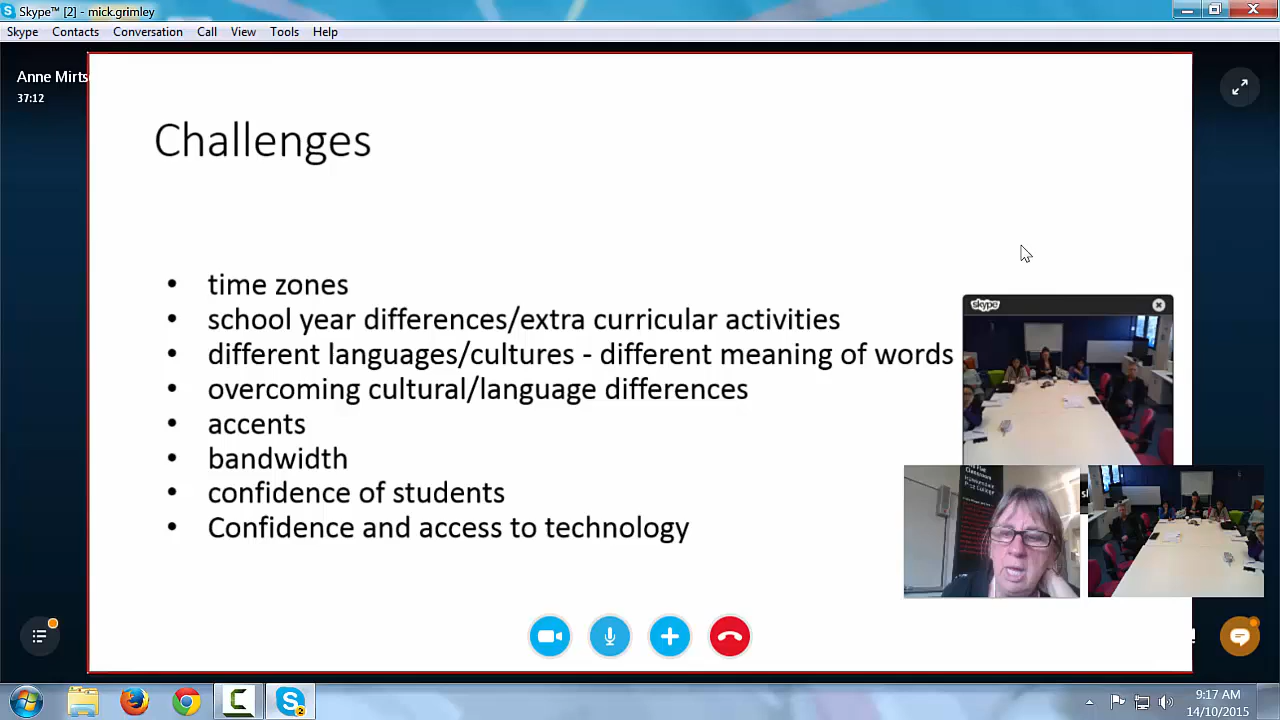 Skype™ [2] - mick.grimley
Skype Contacts Conversation Call View Tools Help
Anne Mirts
37:12
Challenges
• time zones
• school year differences/extra curricular activities
• different languages/cultures - different meaning of words
• overcoming cultural/language differences
• accents
• bandwidth
• confidence of students
• Confidence and access to technology
skype
Classroom
College
9:17 AM
14/10/2015